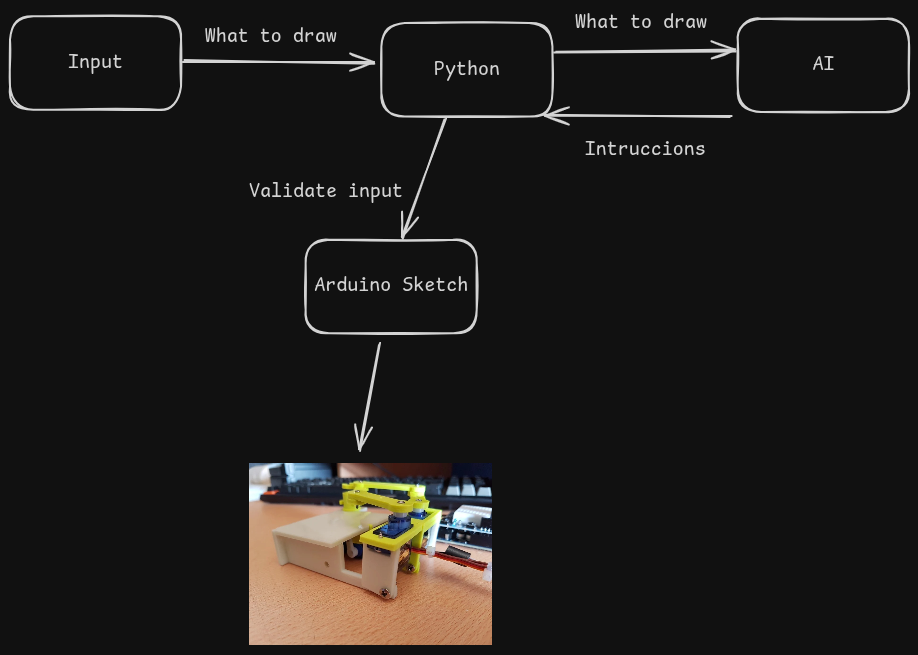 What to draw
What to draw
Input
Python
AI
Intruccions
Validate input
Arduino Sketch